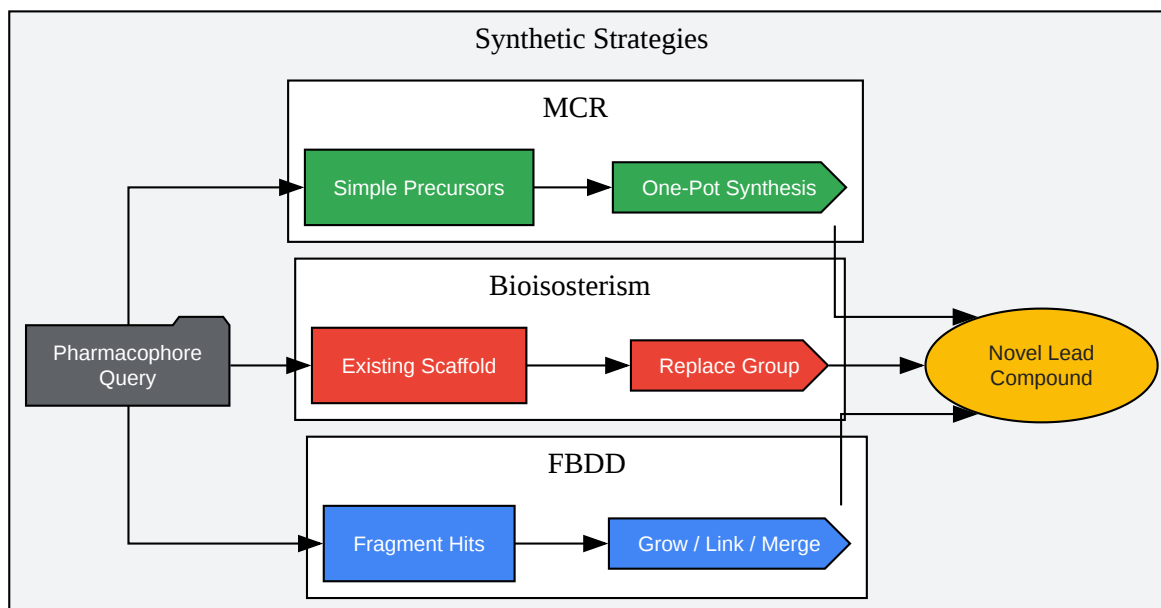 Synthetic Strategies
MCR
Simple Precursors
One-Pot Synthesis
Bioisosterism
Pharmacophore
Query
Existing Scaffold
Replace Group
Novel Lead
Compound
FBDD
Fragment Hits
Grow / Link / Merge